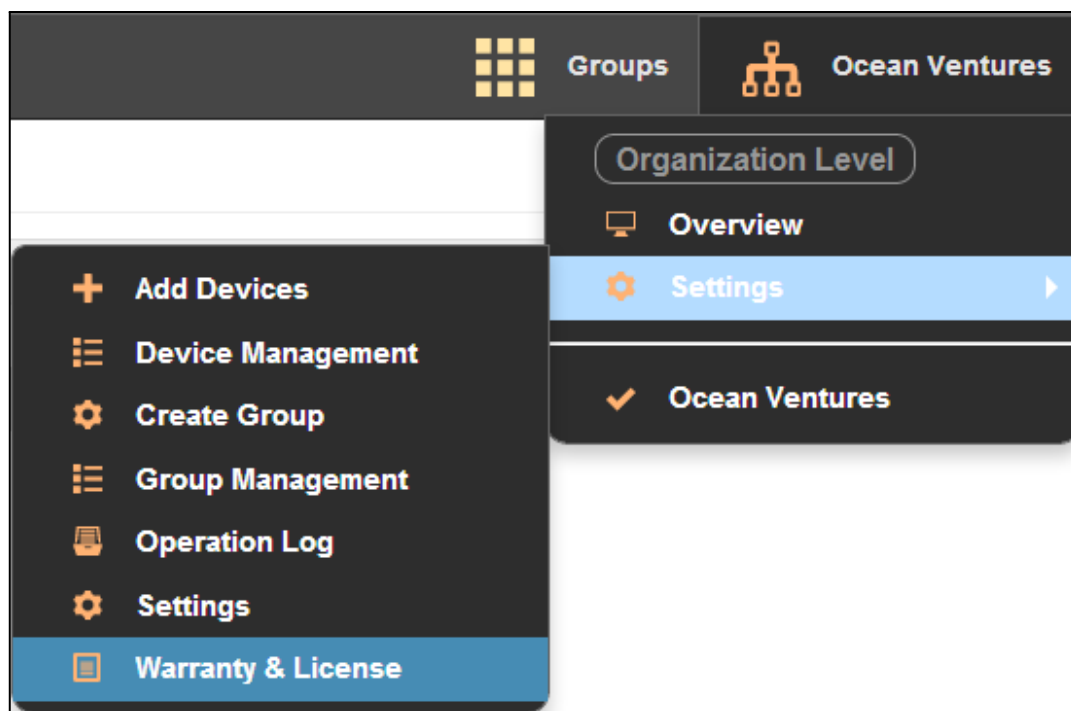 Groups
Ocean Ventures
Organization Level
Overview
Settings
Ocean Ventures
Add Devices
Device Management
Create Group
Group Management
Operation Log
Settings
Warranty & License